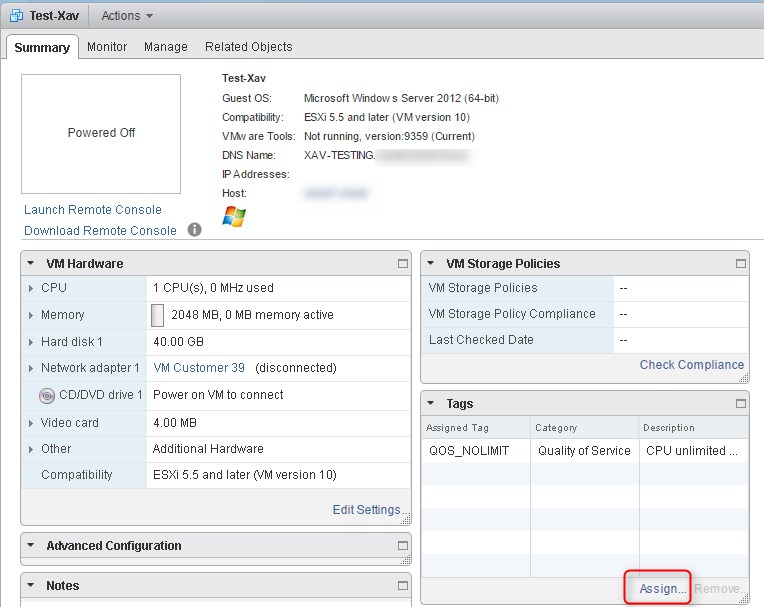 Test-Xav Actions
Summary Monitor Manage Related Objects
Powered Off
Launch Remote Console
Download Remote Console
Test-Xav
Guest OS: Microsoft Windows Server 2012 (64-bit)
Compatibility: ESXi 5.5 and later (VM version 10)
VMware Tools: Not running, version:9359 (Current)
DNS Name: XAV-TESTING.
IP Addresses:
Host:
VM Hardware
CPU 1 CPU(s), 0 MHz used
Memory 2048 MB, 0 MB memory active
Hard disk 1 40.00 GB
Network adapter 1 VM Customer 39 (disconnected)
CD/DVD drive 1 Power on VM to connect
Video card 4.00 MB
Other Additional Hardware
Compatibility ESXi 5.5 and later (VM version 10)
Edit Settings...
Advanced Configuration
Notes
VM Storage Policies
VM Storage Policies --
VM Storage Policy Compliance --
Last Checked Date --
Check Compliance
Tags
Assigned Tag Category Description
QOS_NOLIMIT Quality of Service CPU unlimited ...
Assign... Remove...